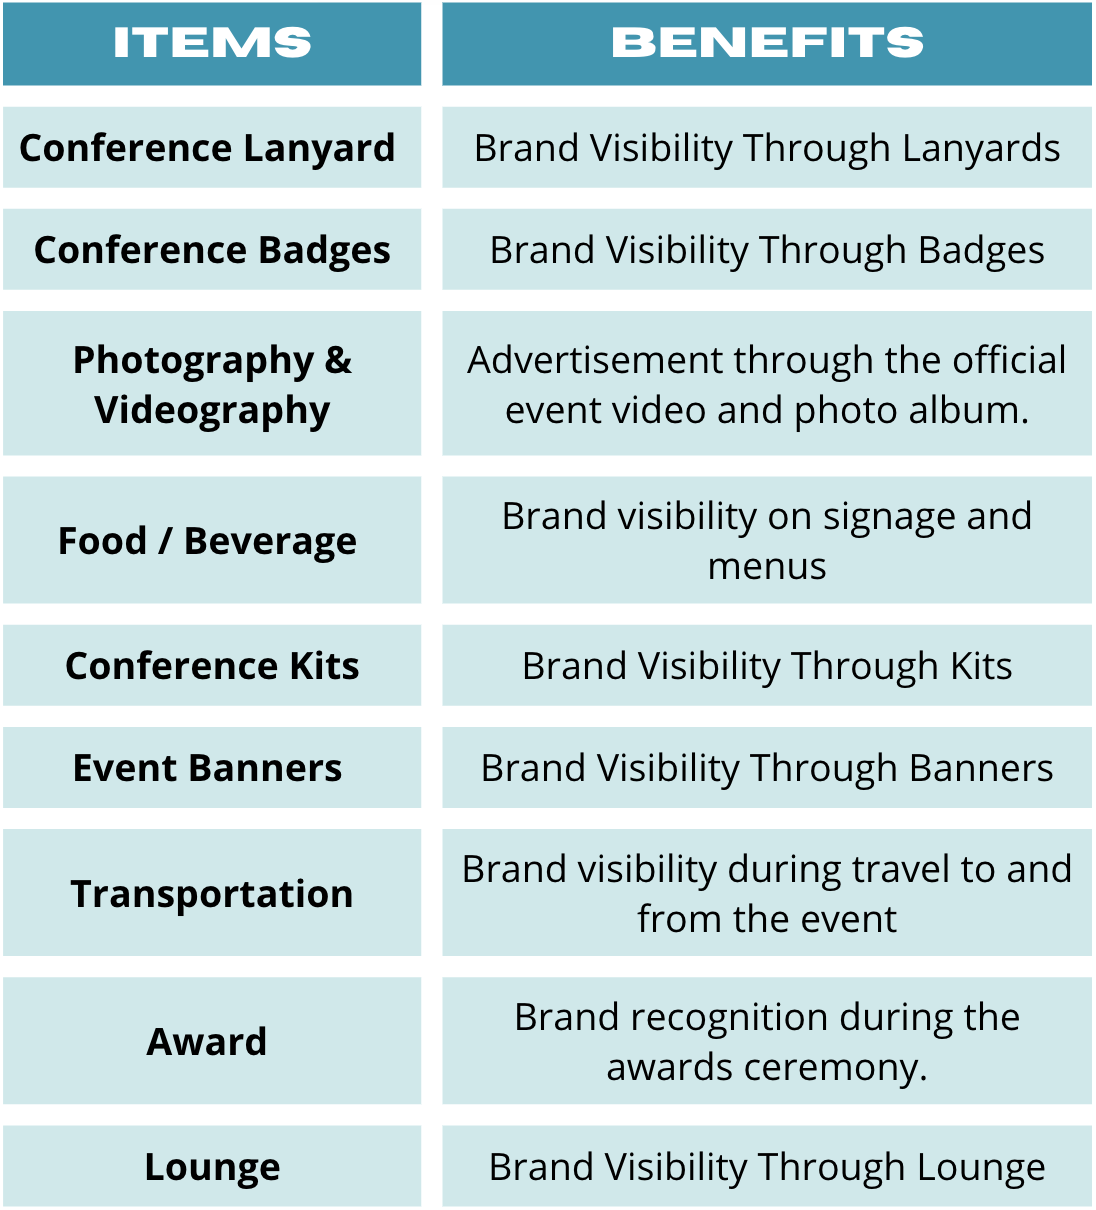 ITEMS
BENEFITS
Conference Lanyard
Brand Visibility Through Lanyards
Conference Badges
Brand Visibility Through Badges
Photography &
Videography
Advertisement through the official
event video and photo album.
Food / Beverage
Brand visibility on signage and
menus
Conference Kits
Brand Visibility Through Kits
Event Banners
Brand Visibility Through Banners
Transportation
Brand visibility during travel to and
from the event
Award
Brand recognition during the
awards ceremony.
Lounge
Brand Visibility Through Lounge